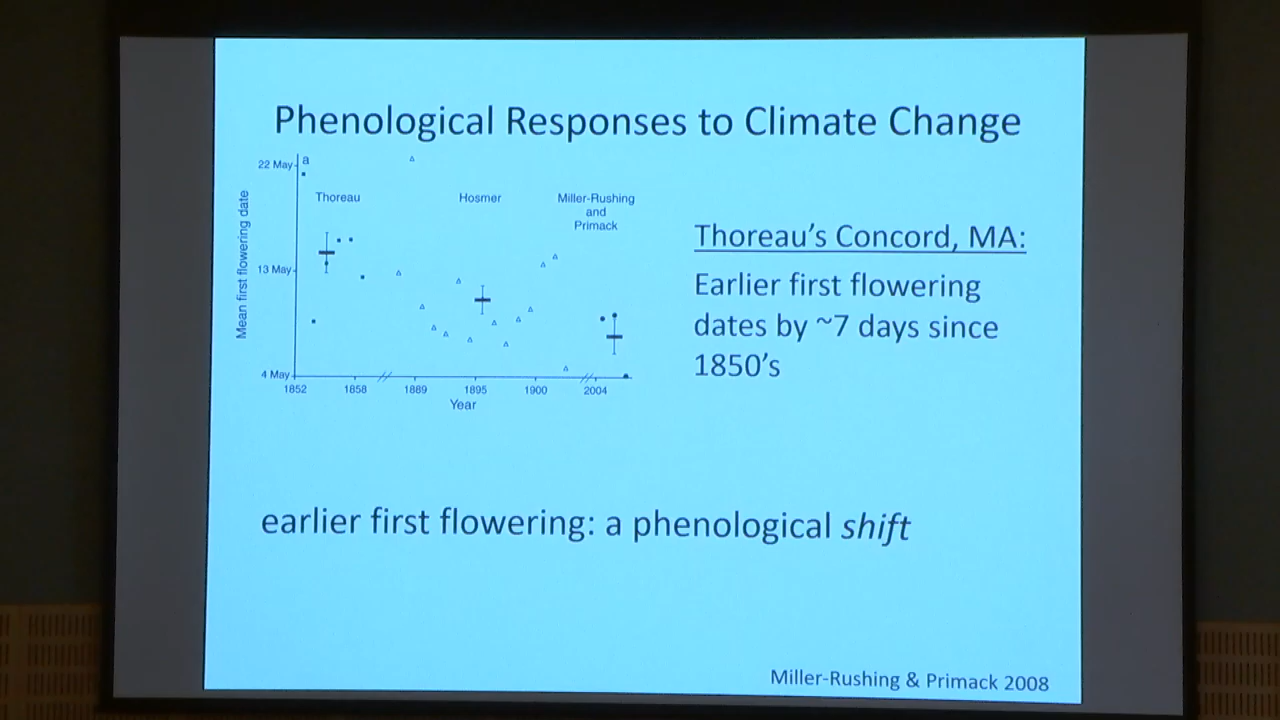 Phenological Responses to Climate Change
22 May
a
Thoreau
Hosmer
Miller-Rushing
and
Primack
Mean first flowering date
13 May
4 May
1852
1858
1889
1895
1900
2004
Year
Thoreau's Concord, MA:
Earlier first flowering
dates by ~7 days since
1850's
earlier first flowering: a phenological shift
Miller-Rushing & Primack 2008